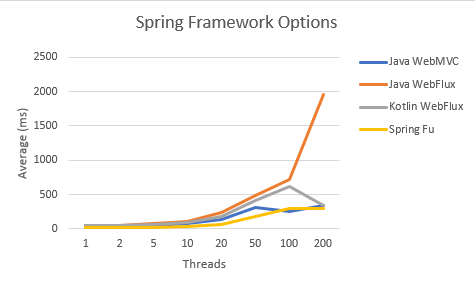 Spring Framework Options
2500
2000
1500
1000
500
0
Average (ms)
1 2 5 10 20 50 100 200
Threads
Java WebMVC
Java WebFlux
Kotlin WebFlux
Spring Fu